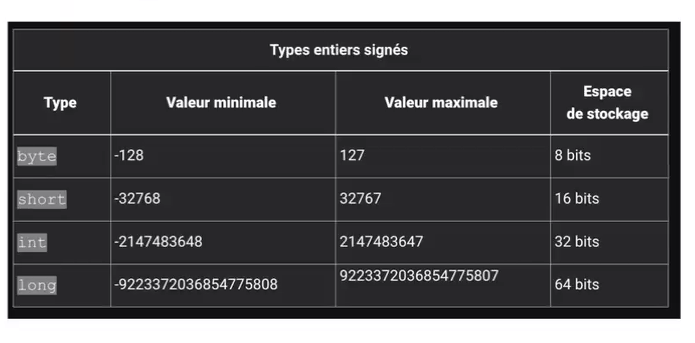 Types entiers signés
Type Valeur minimale Valeur maximale Espace
de stockage
byte -128 127 8 bits
short -32768 32767 16 bits
int -2147483648 2147483647 32 bits
long -9223372036854775808 9223372036854775807 64 bits